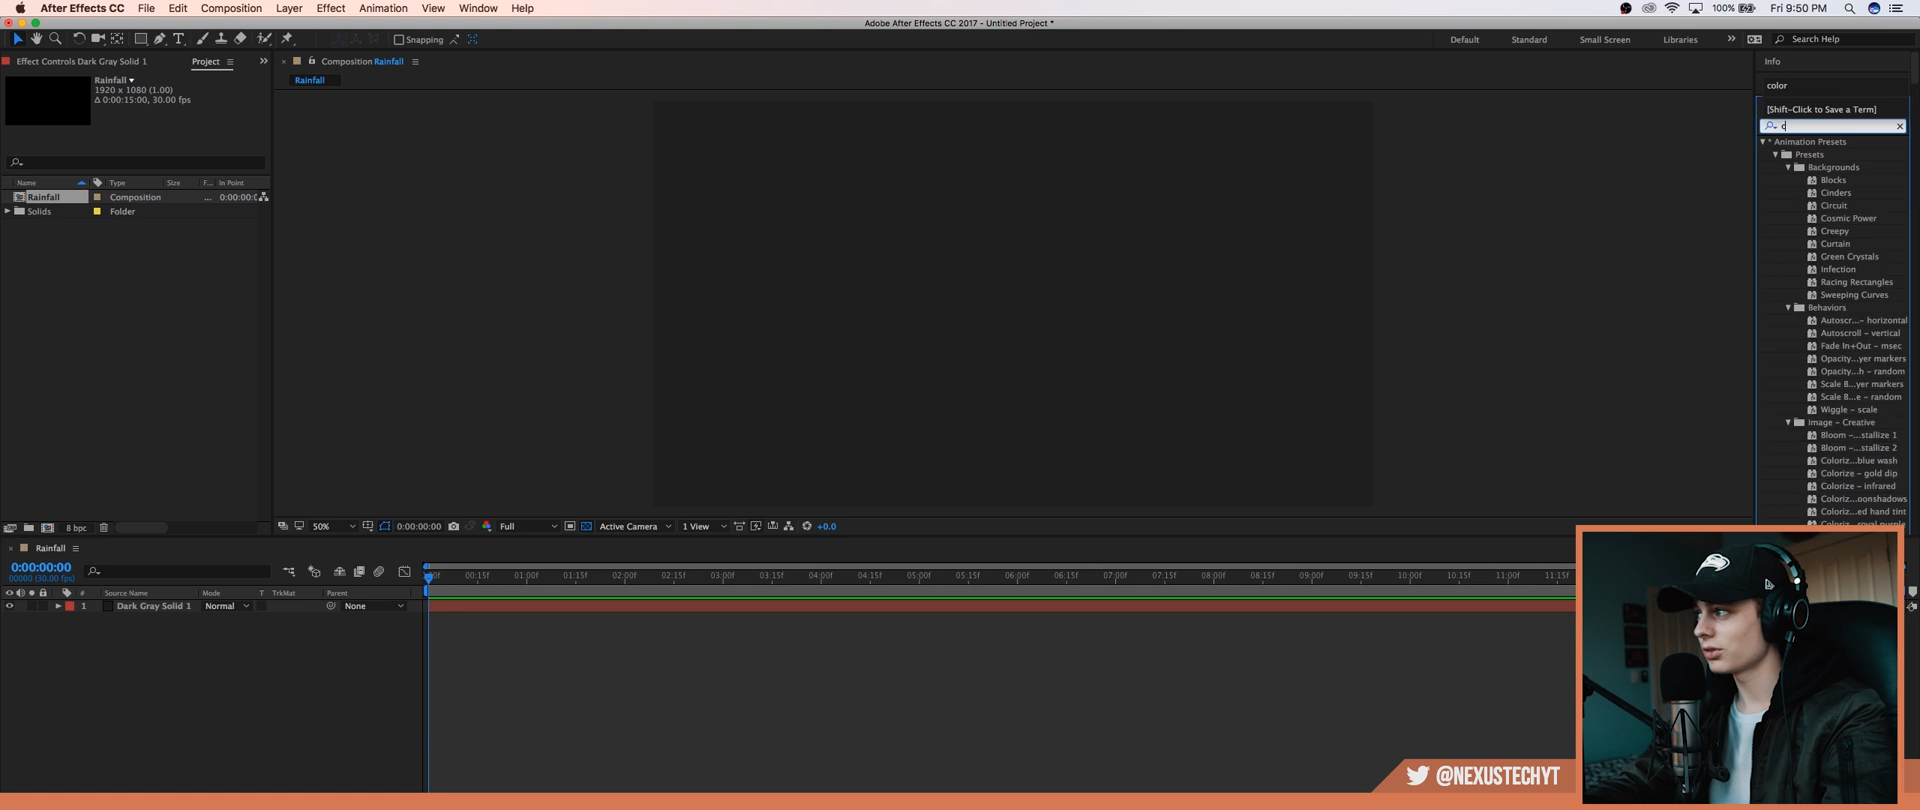 After Effects CC File Edit Composition Layer Effect Animation View Window Help 100% Fri 9:50 PM
Adobe After Effects CC 2017 - Untitled Project *
Snapping Default Standard Small Screen Libraries Search Help
Effect Controls Dark Gray Solid 1 Project Composition Rainfall Info
Rainfall
1920 x 1080 (1.00)
Δ 0:00:15:00, 30.00 fps
Rainfall
color
[Shift-Click to Save a Term]
c
Name Type Size F... In Point
Rainfall Composition ... 0:00:00:0
Solids Folder
* Animation Presets
Presets
Backgrounds
Blocks
Cinders
Circuit
Cosmic Power
Creepy
Curtain
Green Crystals
Infection
Racing Rectangles
Sweeping Curves
Behaviors
Autoscr...- horizontal
Autoscroll - vertical
Fade In+Out - msec
Opacity...yer markers
Opacity...h - random
Scale B...yer markers
Scale B...e - random
Wiggle - scale
Image - Creative
Bloom -...stallize 1
Bloom -...stallize 2
Coloriz...blue wash
Colorize - gold dip
Colorize - infrared
Coloriz...oonshadows
Coloriz...ed hand tint
Coloriz...royal purple
8 bpc 50% 0:00:00:00 Full Active Camera 1 View +0.0
Rainfall
0:00:00:00
00000 (30.00 fps)
00:15f 01:00f 01:15f 02:00f 02:15f 03:00f 03:15f 04:00f 04:15f 05:00f 05:15f 06:00f 06:15f 07:00f 07:15f 08:00f 08:15f 09:00f 09:15f 10:00f 10:15f 11:00f 11:15f
# Source Name Mode T TrkMat Parent
1 Dark Gray Solid 1 Normal None
@NEXUSTECHYT